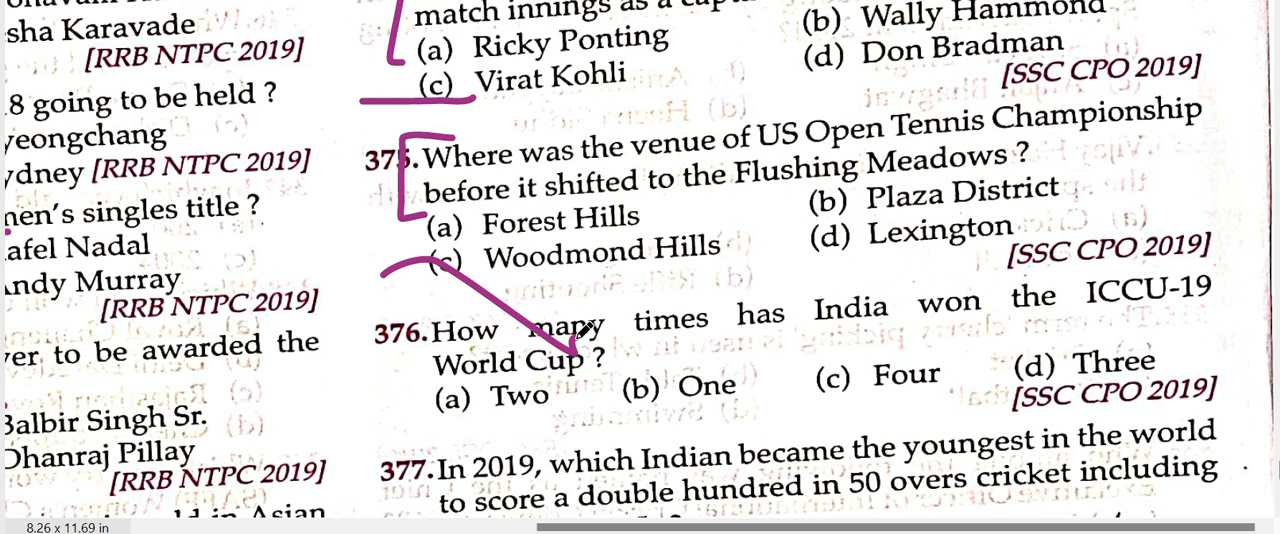 sha Karavade
[RRB NTPC 2019]
8 going to be held ?
yeongchang
ydney [RRB NTPC 2019]
men's singles title ?
afel Nadal
Andy Murray
[RRB NTPC 2019]
ver to be awarded the
Balbir Singh Sr.
Dhanraj Pillay
[RRB NTPC 2019]
Asian
match innings as a
(a) Ricky Ponting (b) Wally Hammond
(c) Virat Kohli (d) Don Bradman
[SSC CPO 2019]
375. Where was the venue of US Open Tennis Championship
before it shifted to the Flushing Meadows ?
(a) Forest Hills (b) Plaza District
(c) Woodmond Hills (d) Lexington
[SSC CPO 2019]
376. How many times has India won the ICCU-19
World Cup ?
(a) Two (b) One (c) Four (d) Three
[SSC CPO 2019]
377. In 2019, which Indian became the youngest in the world
to score a double hundred in 50 overs cricket including
8.26 x 11.69 in